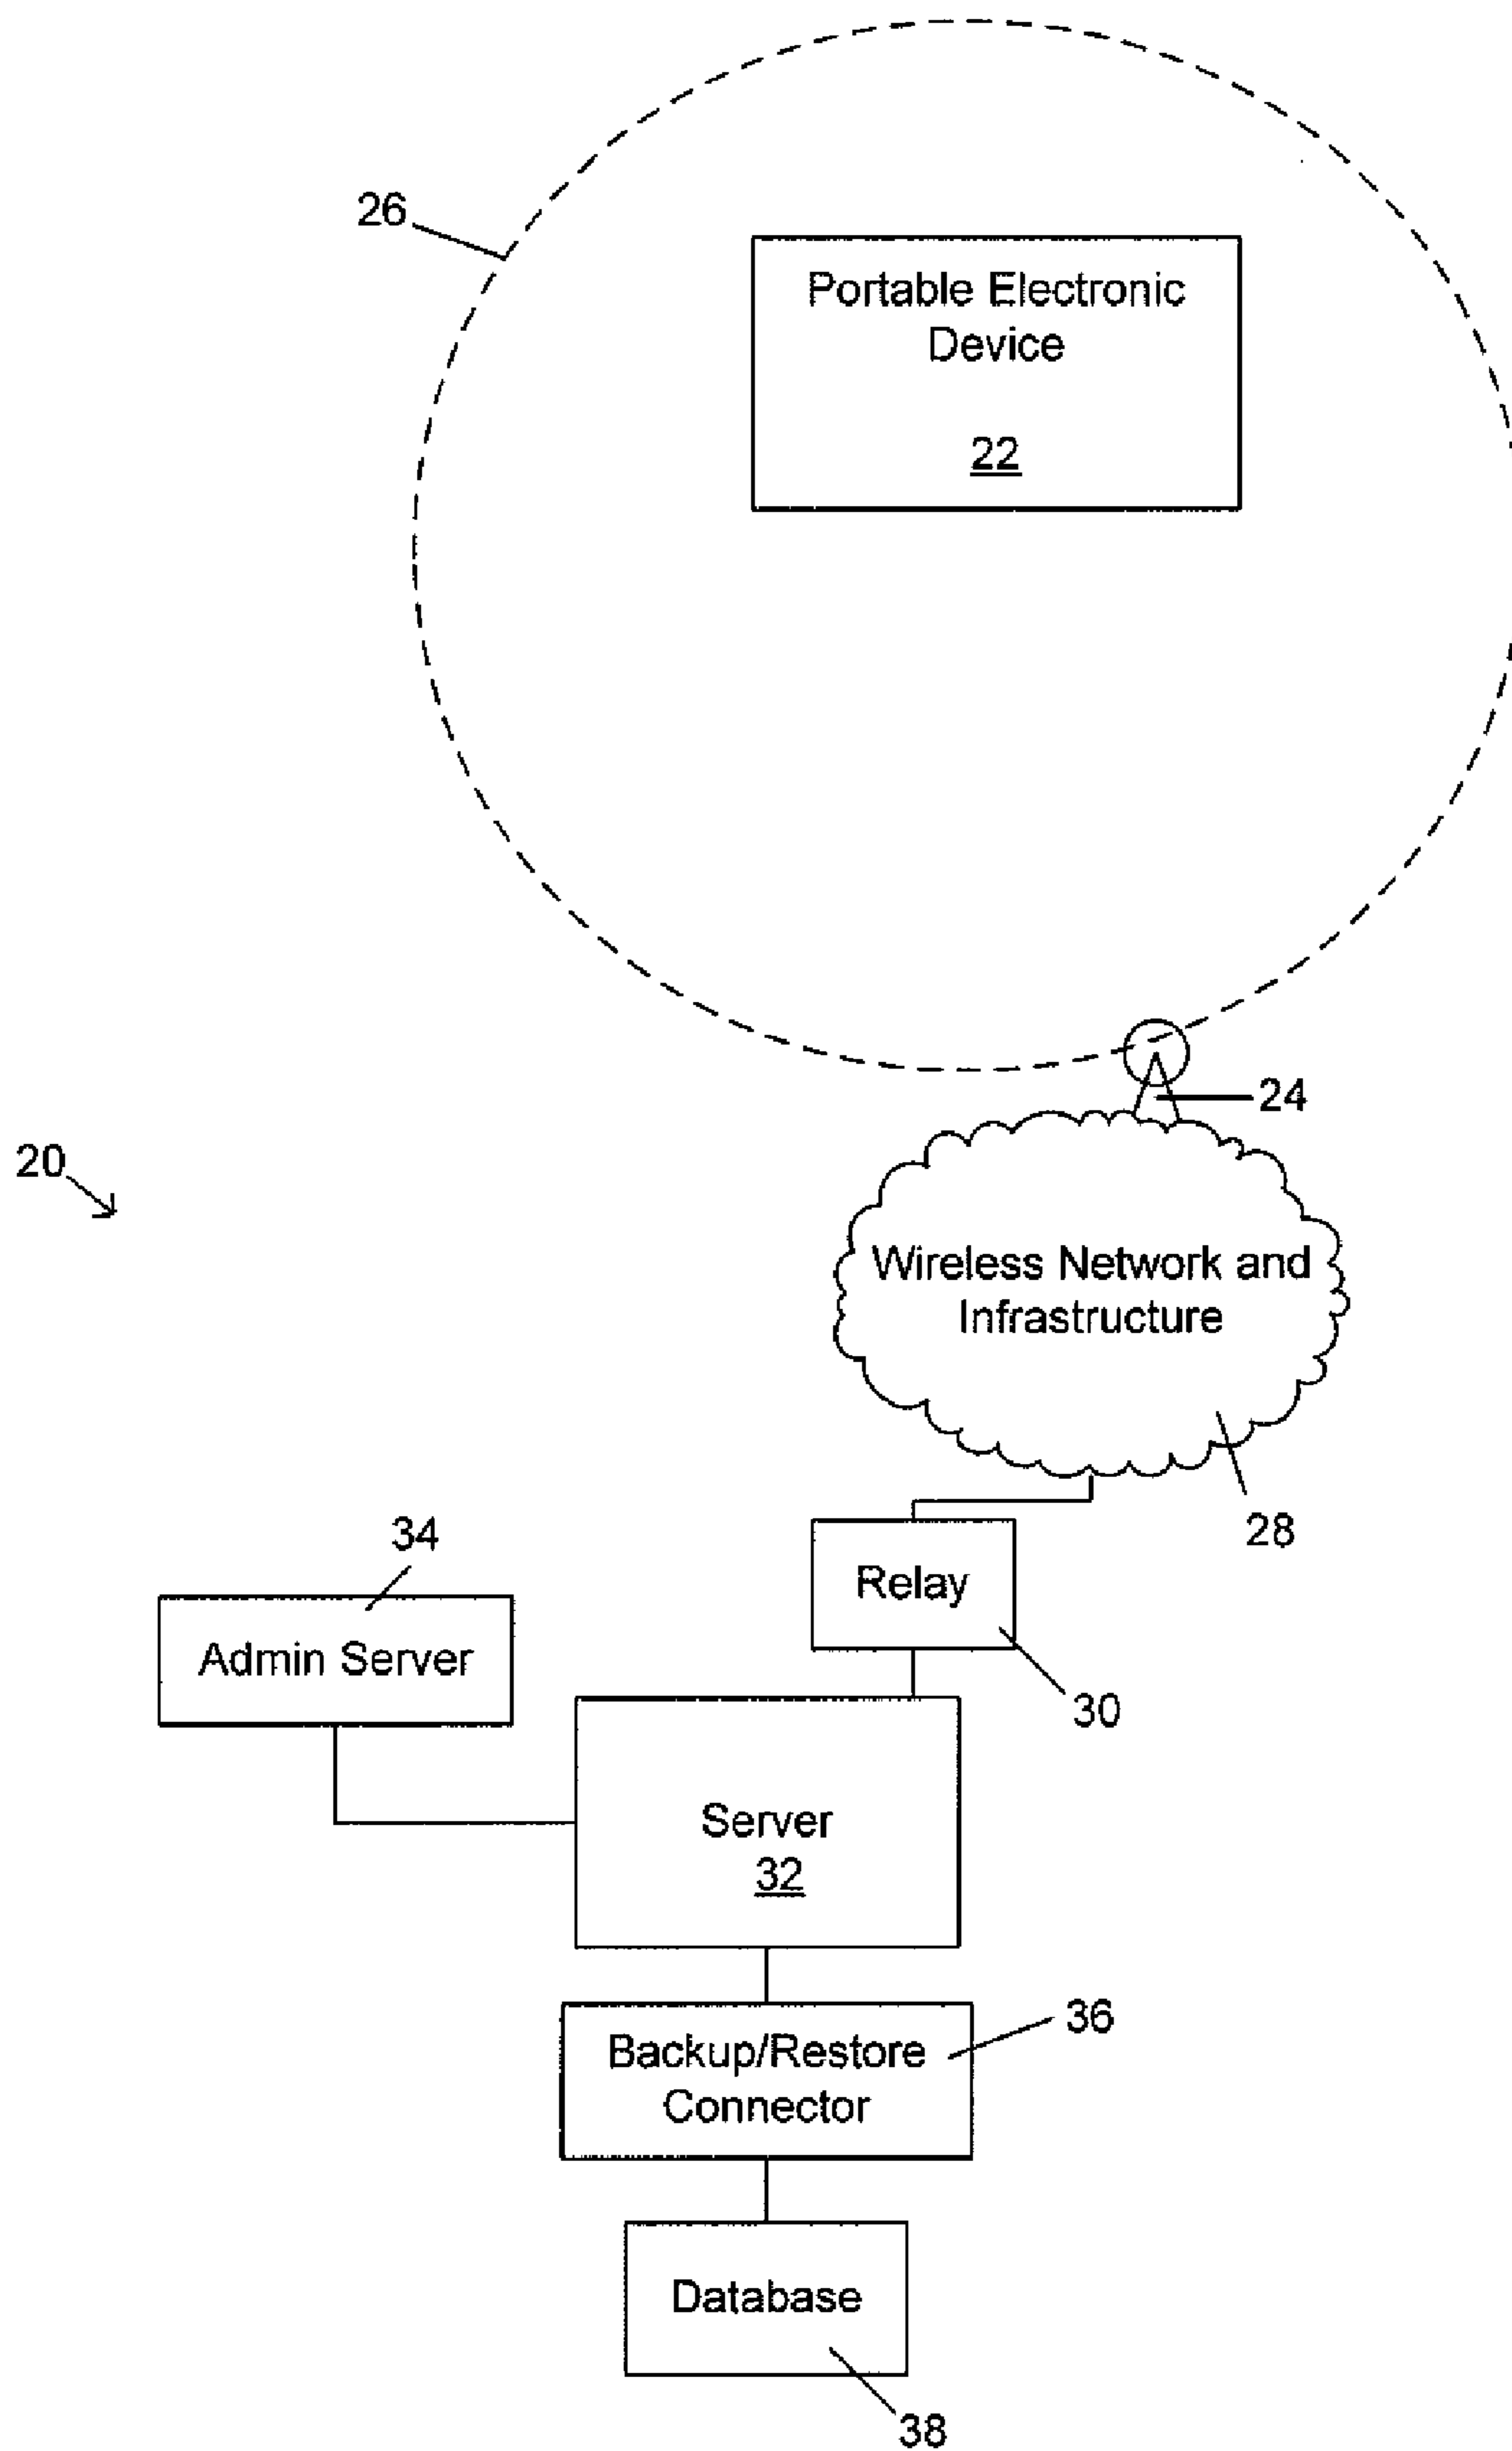 26
Portable Electronic
Device
22
24
20
Wireless Network and
Infrastructure
28
34
Relay
Admin Server
30
Server
32
36
Backup/Restore
Connector
Database
38